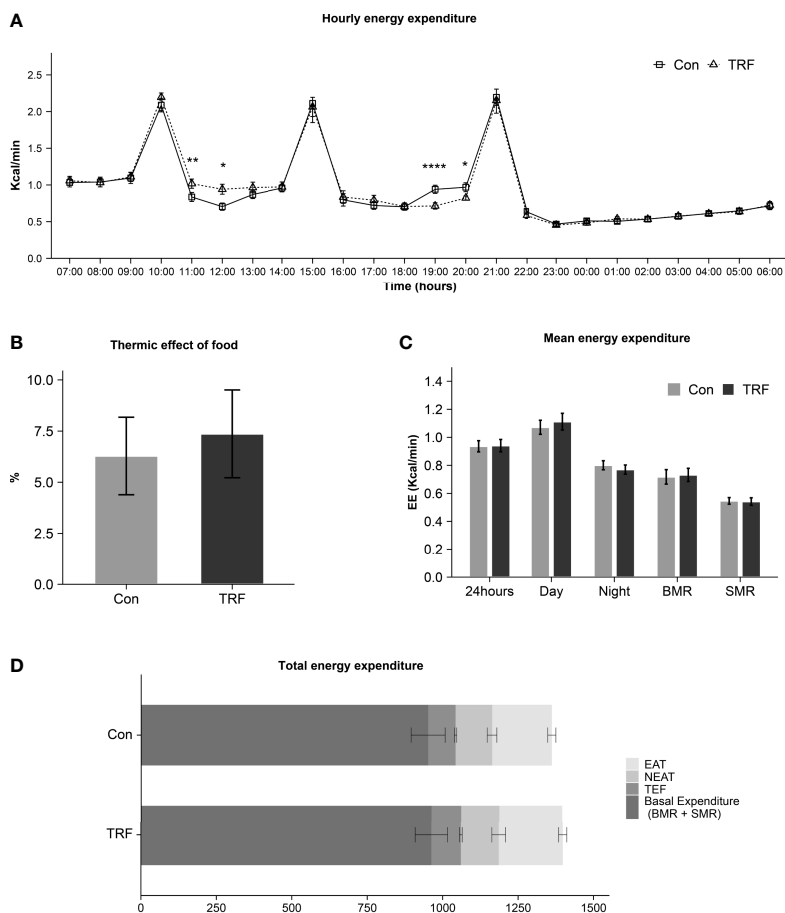 A
Hourly energy expenditure
Con TRF
Kcal/min
2.5
2.0
1.5
1.0
0.5
0.0
** * **** *
07:00 08:00 09:00 10:00 11:00 12:00 13:00 14:00 15:00 16:00 17:00 18:00 19:00 20:00 21:00 22:00 23:00 00:00 01:00 02:00 03:00 04:00 05:00 06:00
Time (hours)
B
Thermic effect of food
%
10.0
7.5
5.0
2.5
0.0
Con TRF
C
Mean energy expenditure
Con TRF
EE (Kcal/min)
1.4
1.2
1.0
0.8
0.6
0.4
0.2
0.0
24hours Day Night BMR SMR
D
Total energy expenditure
Con
TRF
EAT
NEAT
TEF
Basal Expenditure
(BMR + SMR)
0 250 500 750 1000 1250 1500